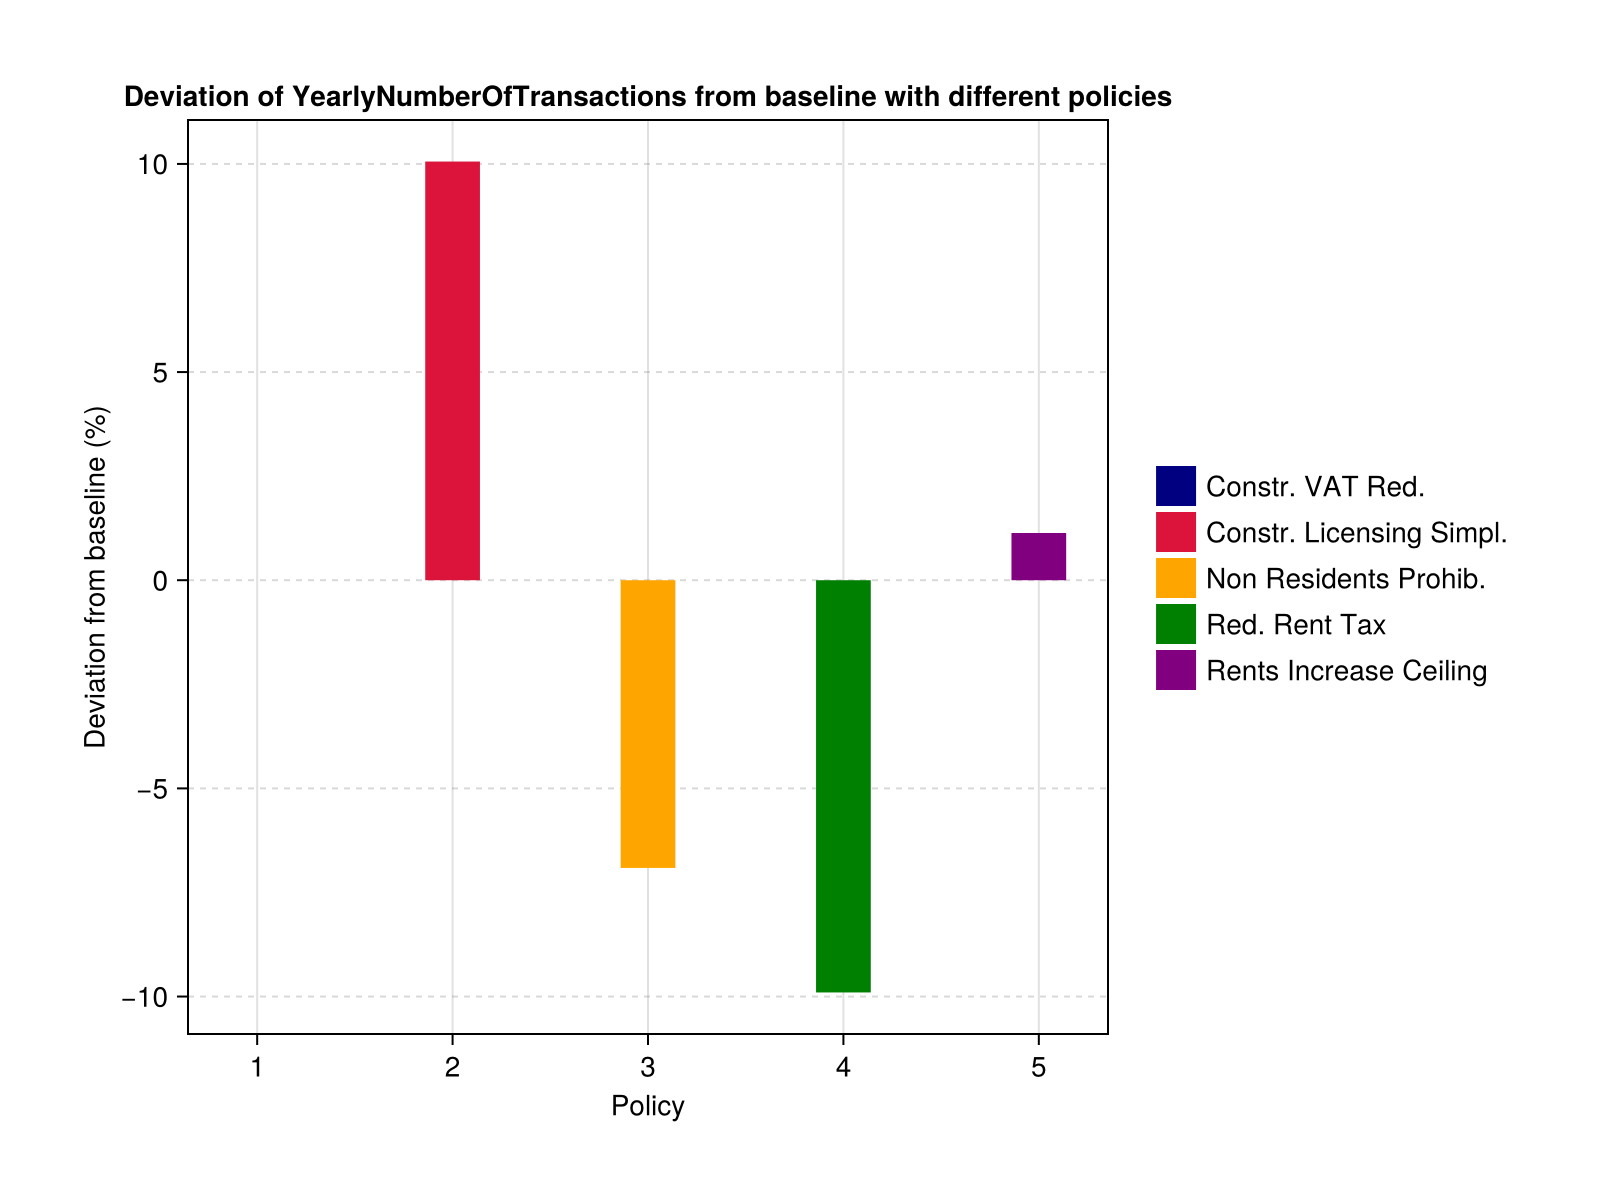 Deviation of YearlyNumberOfTransactions from baseline with different policies
Deviation from baseline (%)
10
5
0
−5
−10
1
2
3
4
5
Policy
Constr. VAT Red.
Constr. Licensing Simpl.
Non Residents Prohib.
Red. Rent Tax
Rents Increase Ceiling